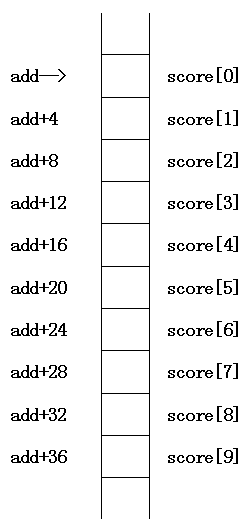 add→ score[0]
add+4 score[1]
add+8 score[2]
add+12 score[3]
add+16 score[4]
add+20 score[5]
add+24 score[6]
add+28 score[7]
add+32 score[8]
add+36 score[9]